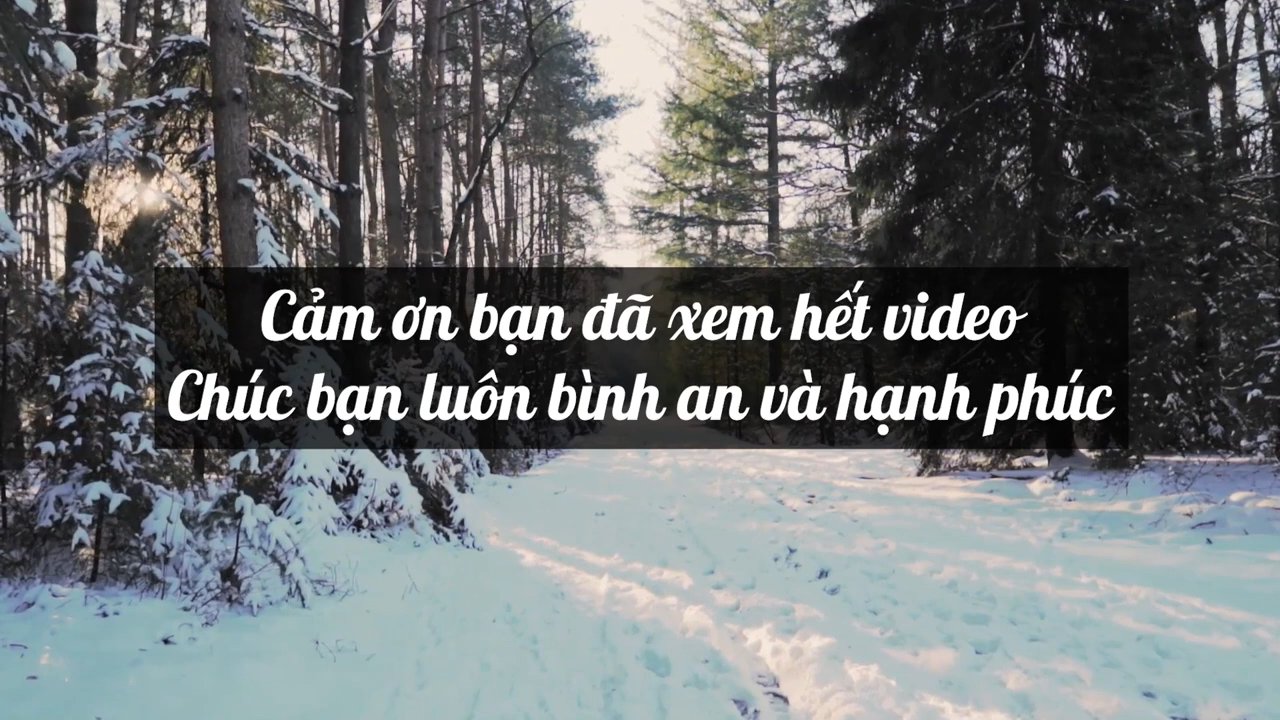 Cảm ơn bạn đã xem hết video
Chúc bạn luôn bình an và hạnh phúc